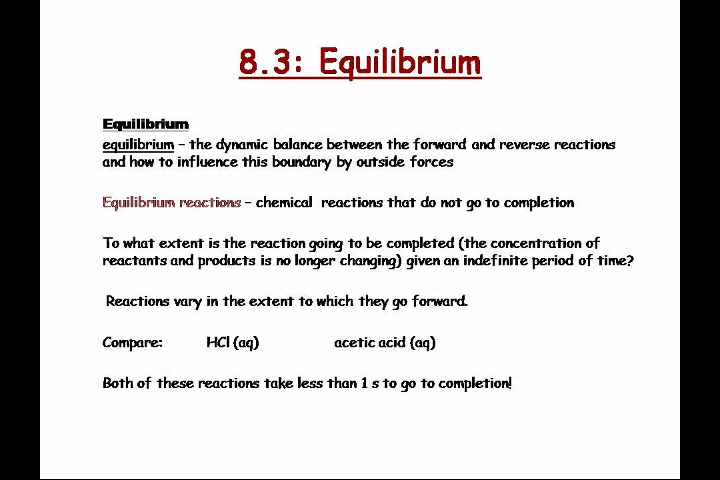 8.3: Equilibrium
Equilibrium
equilibrium – the dynamic balance between the forward and reverse reactions
and how to influence this boundary by outside forces
Equilibrium reactions – chemical reactions that do not go to completion
To what extent is the reaction going to be completed (the concentration of
reactants and products is no longer changing) given an indefinite period of time?
Reactions vary in the extent to which they go forward.
Compare: HCl (aq) acetic acid (aq)
Both of these reactions take less than 1 s to go to completion!